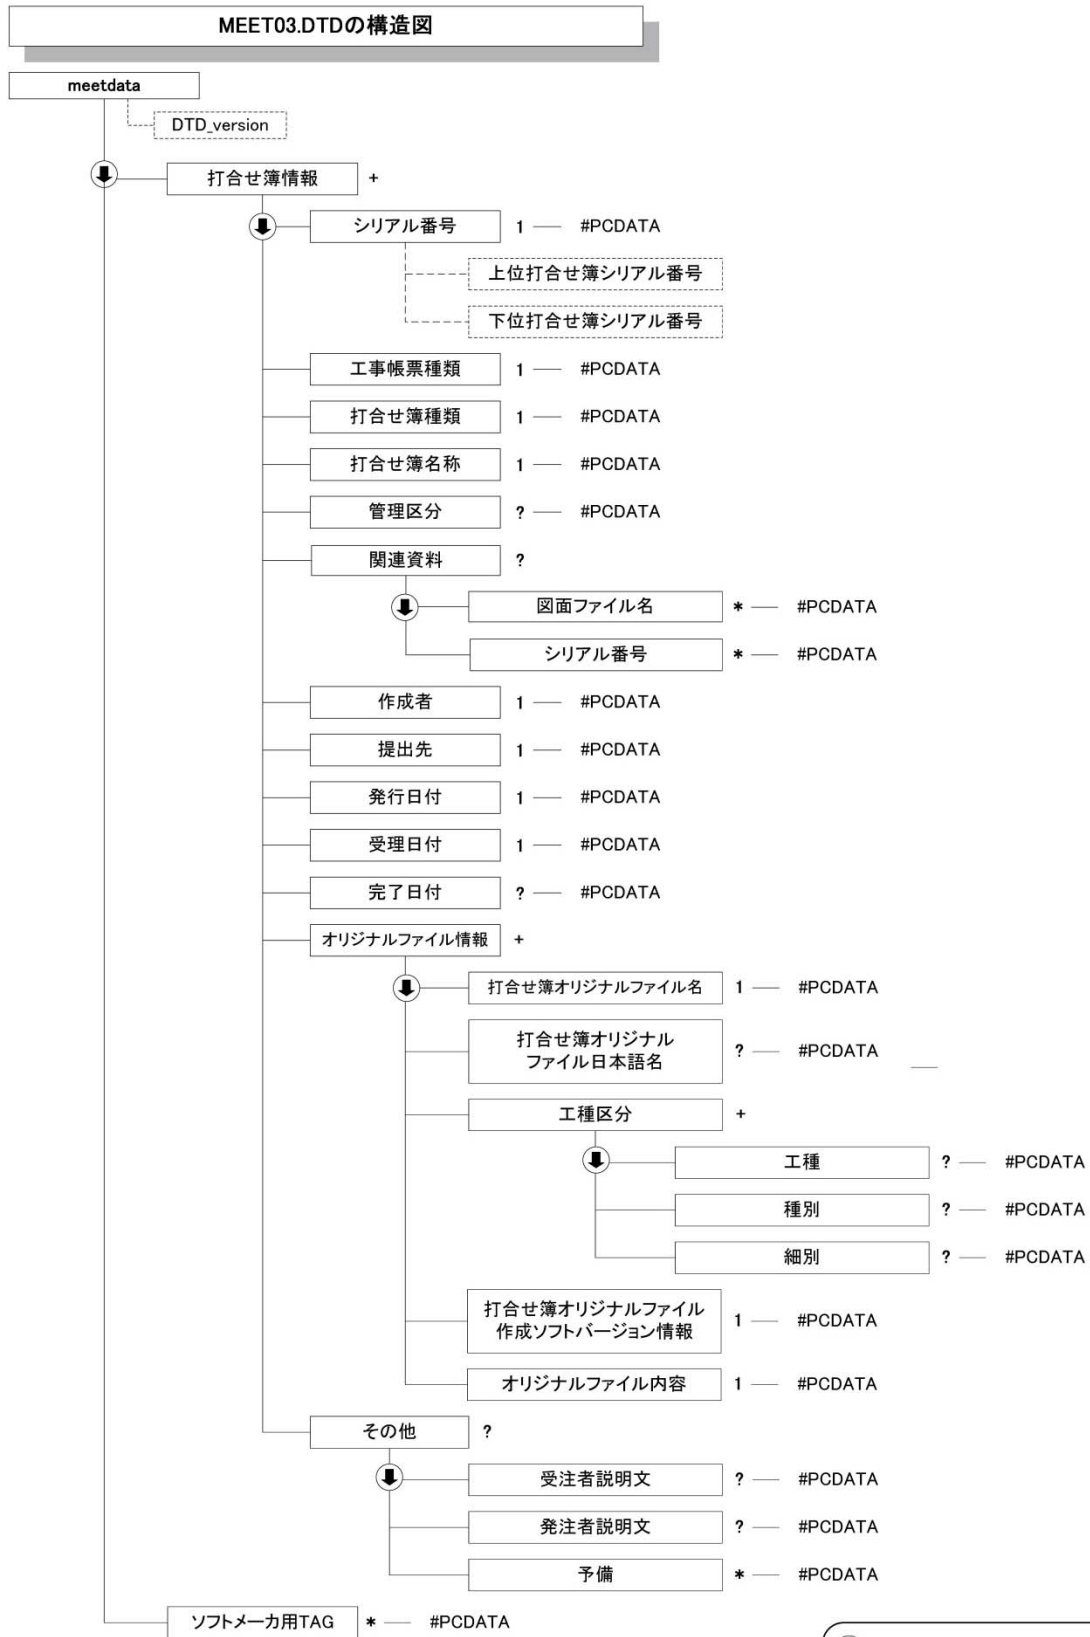 MEET03.DTDの構造図
meetdata
DTD_version
打合せ簿情報 +
シリアル番号 1 #PCDATA
上位打合せ簿シリアル番号
下位打合せ簿シリアル番号
工事帳票種類 1 #PCDATA
打合せ簿種類 1 #PCDATA
打合せ簿名称 1 #PCDATA
管理区分 ? #PCDATA
関連資料 ?
図面ファイル名 * #PCDATA
シリアル番号 * #PCDATA
作成者 1 #PCDATA
提出先 1 #PCDATA
発行日付 1 #PCDATA
受理日付 1 #PCDATA
完了日付 ? #PCDATA
オリジナルファイル情報 +
打合せ簿オリジナルファイル名 1 #PCDATA
打合せ簿オリジナル
ファイル日本語名 ? #PCDATA
工種区分 +
工種 ? #PCDATA
種別 ? #PCDATA
細別 ? #PCDATA
打合せ簿オリジナルファイル
作成ソフトバージョン情報 1 #PCDATA
オリジナルファイル内容 1 #PCDATA
その他 ?
受注者説明文 ? #PCDATA
発注者説明文 ? #PCDATA
予備 * #PCDATA
ソフトメーカ用TAG * #PCDATA